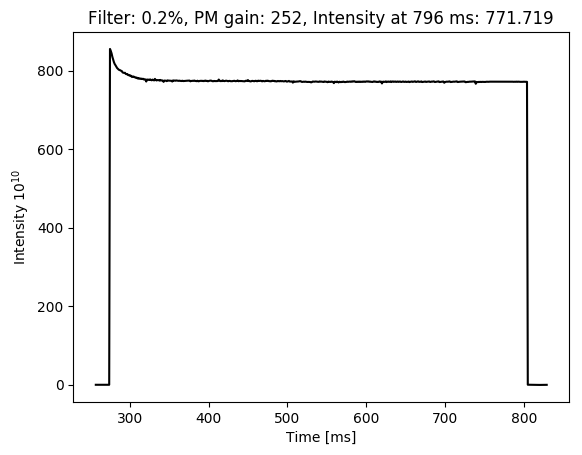 Filter: 0.2%, PM gain: 252, Intensity at 796 ms: 771.719
Intensity 10¹⁰
800
600
400
200
0
300 400 500 600 700 800
Time [ms]